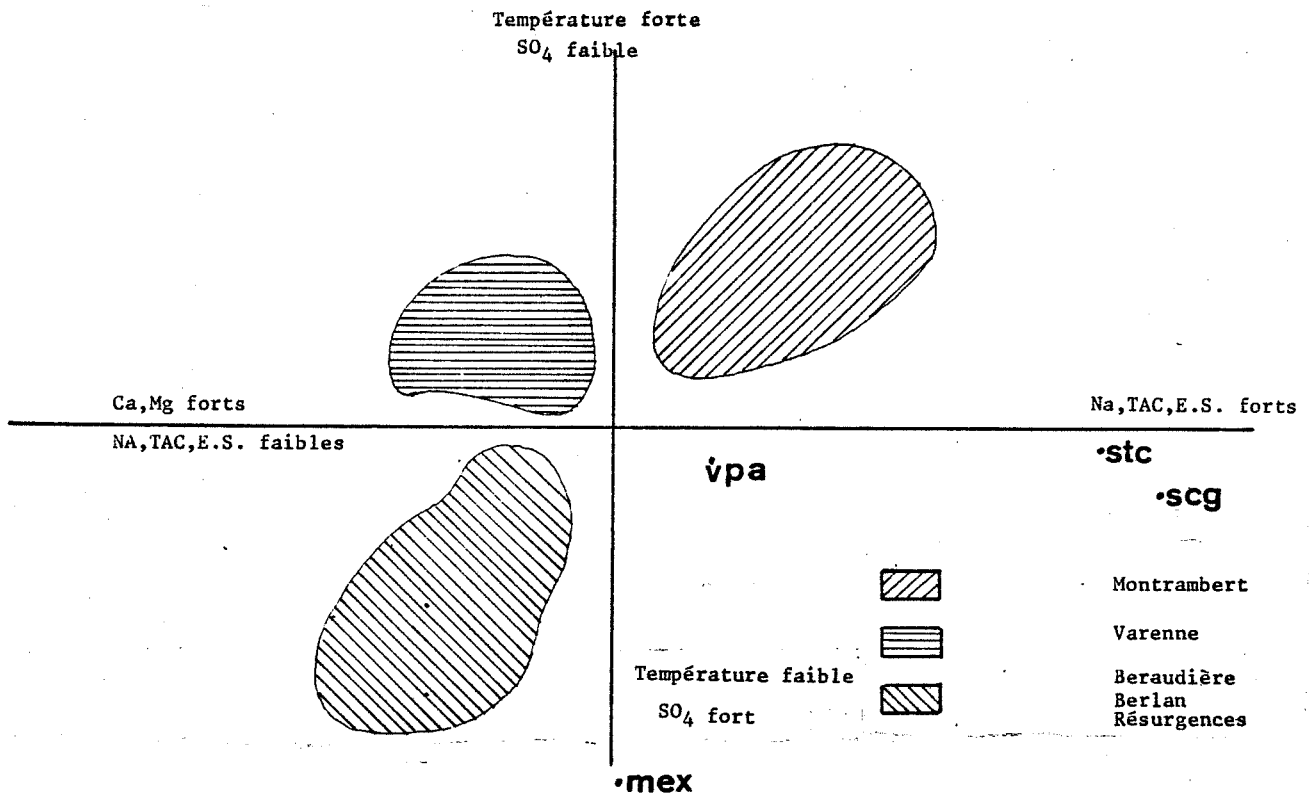 Température forte
SO4 faible
Ca,Mg forts
NA,TAC,E.S. faibles
Na,TAC,E.S. forts
·stc
vpa
·scg
Montrambert
Varenne
Température faible
SO4 fort
Beraudière
Berlan
Résurgences
·mex